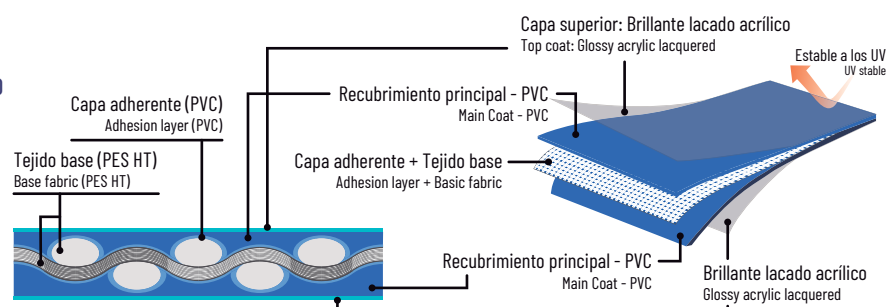 Capa superior: Brillante lacado acrílico
Top coat: Glossy acrylic lacquered
Estable a los UV
UV stable
Recubrimiento principal - PVC
Main Coat - PVC
Capa adherente (PVC)
Adhesion layer (PVC)
Tejido base (PES HT)
Base fabric (PES HT)
Capa adherente + Tejido base
Adhesion layer + Basic fabric
Recubrimiento principal - PVC
Main Coat - PVC
Brillante lacado acrílico
Glossy acrylic lacquered